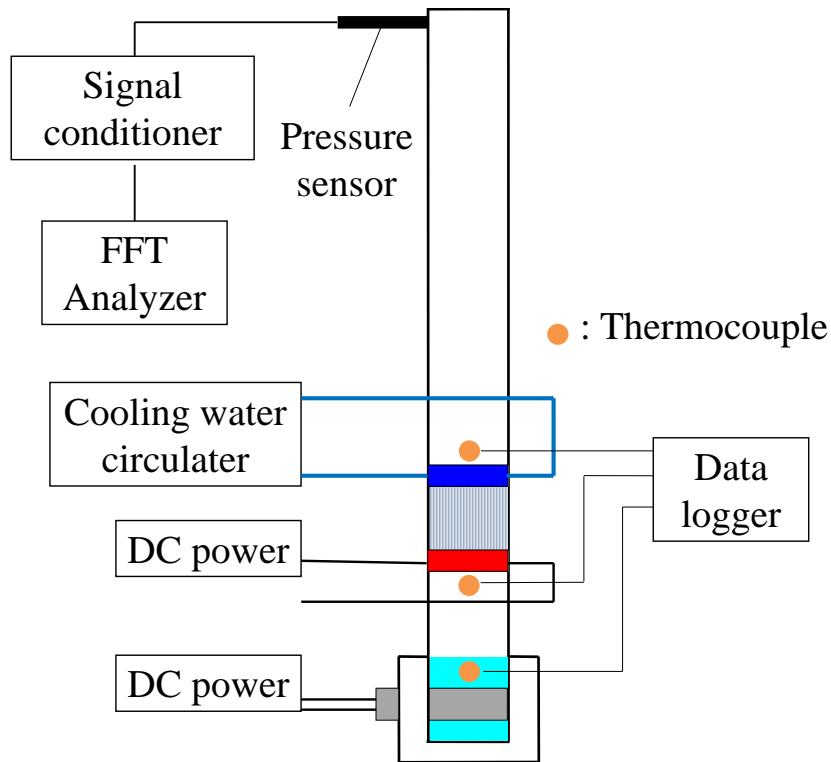 Signal
conditioner
Pressure
sensor
FFT
Analyzer
: Thermocouple
Cooling water
circulater
Data
logger
DC power
DC power